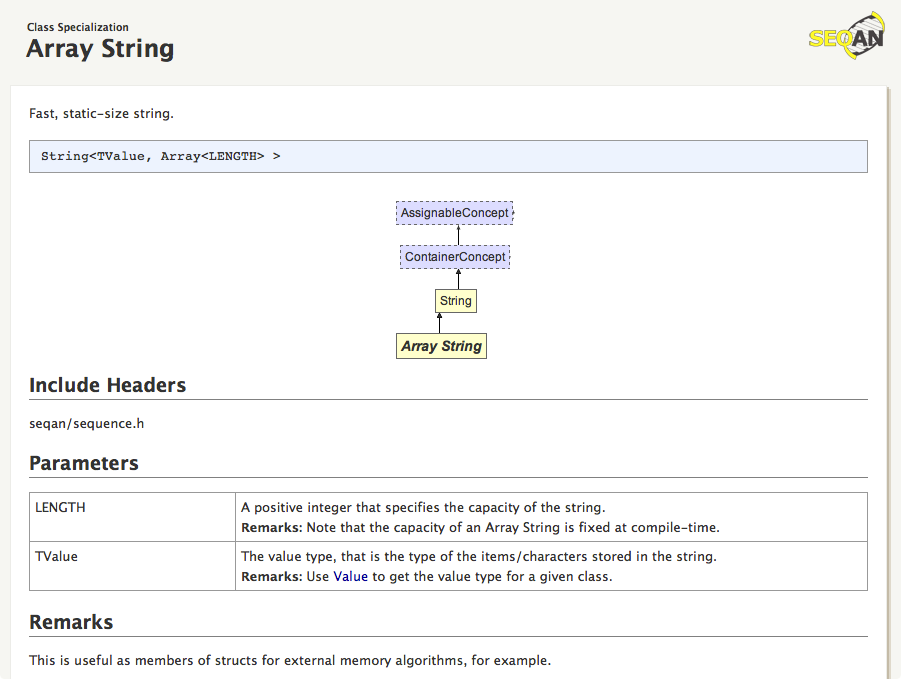 Class Specialization
Array String
SEQAN
Fast, static-size string.
String<TValue, Array<LENGTH> >
AssignableConcept
ContainerConcept
String
Array String
Include Headers
seqan/sequence.h
Parameters
LENGTH
A positive integer that specifies the capacity of the string.
Remarks: Note that the capacity of an Array String is fixed at compile-time.
TValue
The value type, that is the type of the items/characters stored in the string.
Remarks: Use Value to get the value type for a given class.
Remarks
This is useful as members of structs for external memory algorithms, for example.